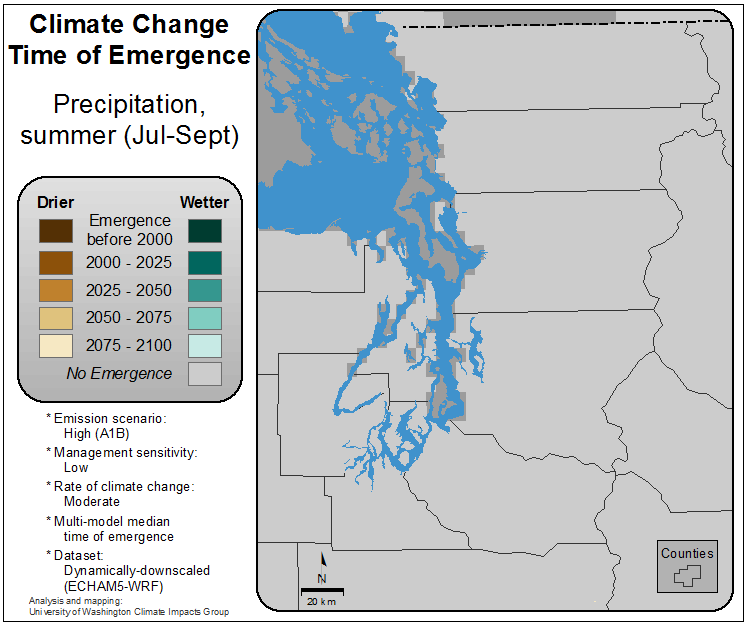 Climate Change
Time of Emergence
Precipitation,
summer (Jul-Sept)
Drier Wetter
Emergence
before 2000
2000 - 2025
2025 - 2050
2050 - 2075
2075 - 2100
No Emergence
* Emission scenario:
High (A1B)
* Management sensitivity:
Low
* Rate of climate change:
Moderate
* Multi-model median
time of emergence
* Dataset:
Dynamically-downscaled
(ECHAM5-WRF)
Analysis and mapping:
University of Washington Climate Impacts Group
N
20 km
Counties